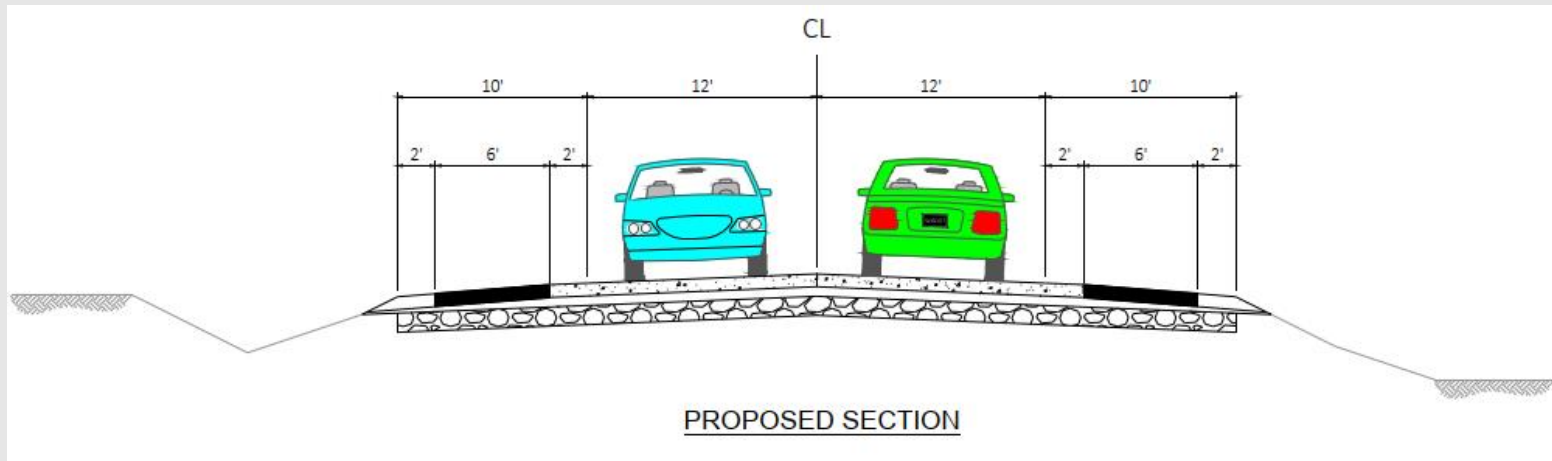 CL
10' 12' 12' 10'
2' 6' 2' 2' 6' 2'
PROPOSED SECTION